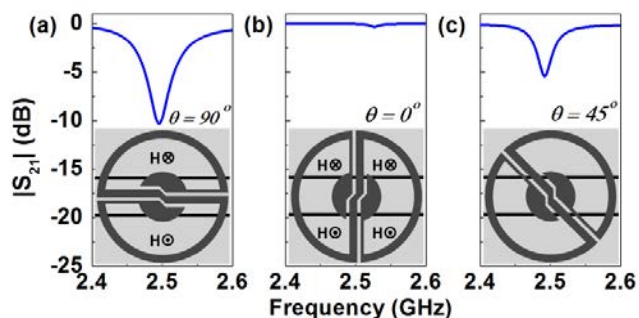 (a)
(b)
(c)
0
-5
-10
-15
-20
-25
|S21| (dB)
θ = 90°
θ = 0°
θ = 45°
H⊗
H⊙
H⊗ H⊗
H⊙ H⊙
2.4 2.5 2.6
2.4 2.5 2.6
2.4 2.5 2.6
Frequency (GHz)